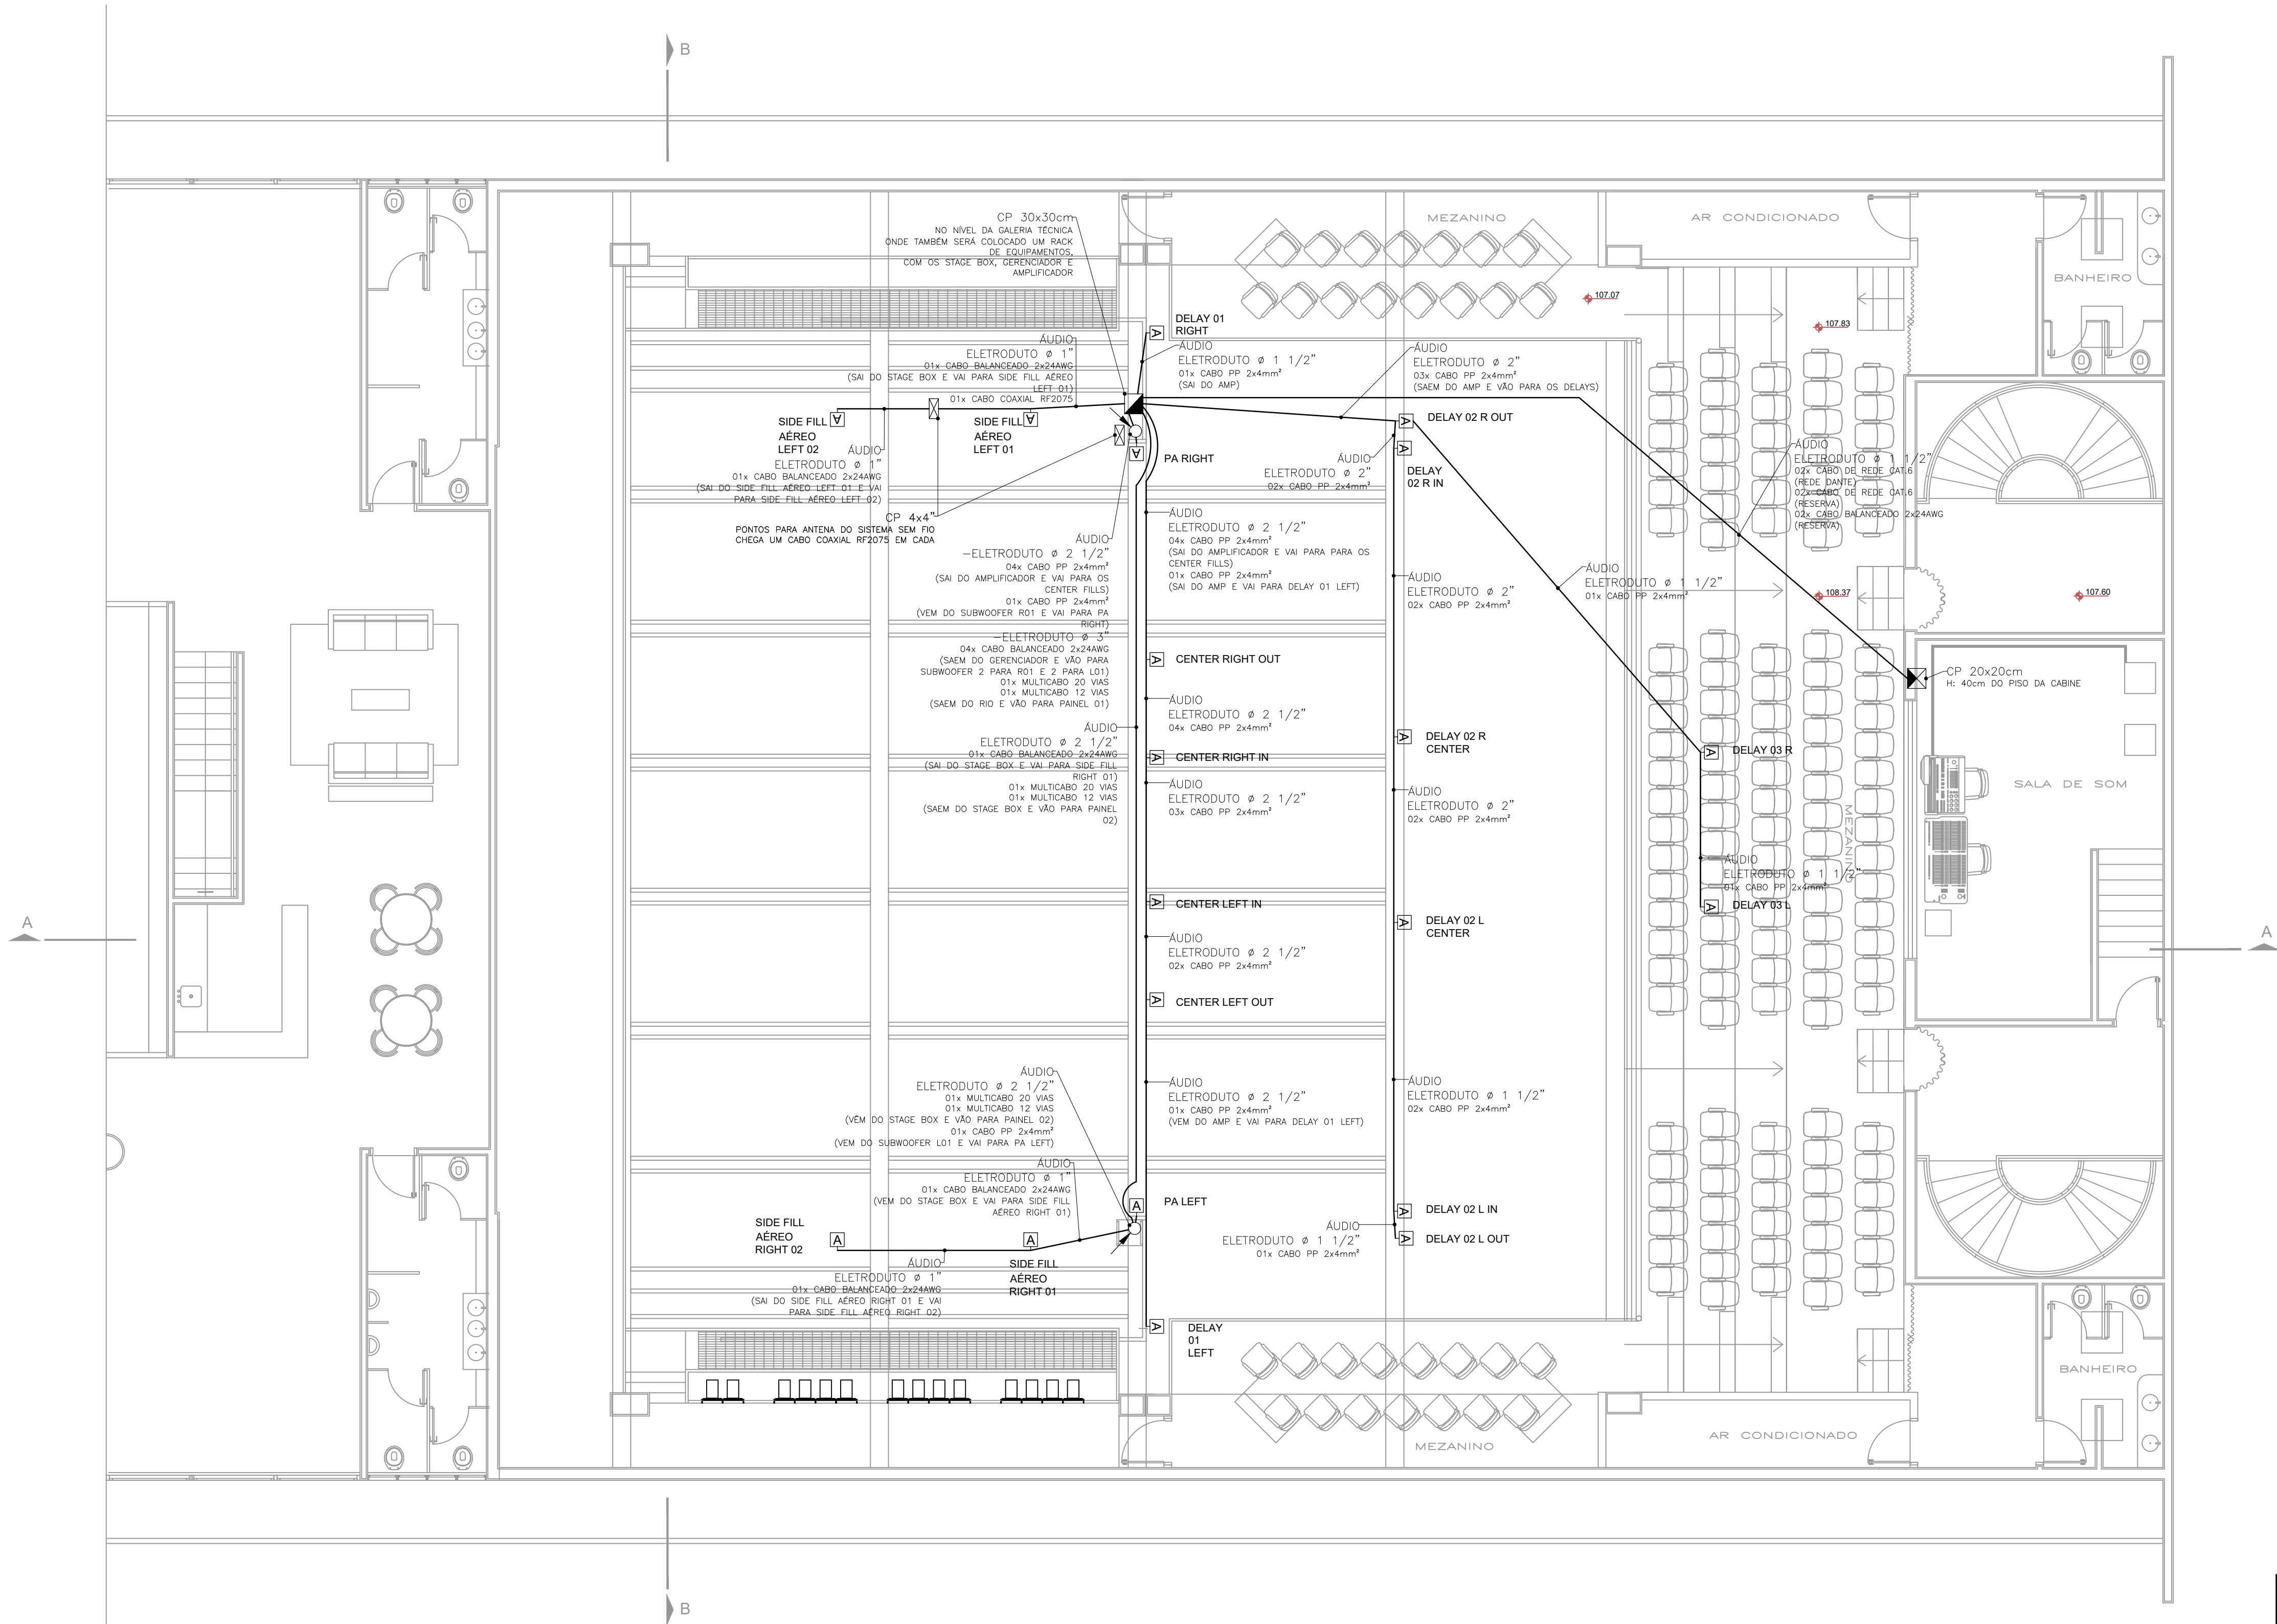 B
CP 30x30cm
NO NÍVEL DA GALERIA TÉCNICA
ONDE TAMBÉM SERÁ COLOCADO UM RACK
DE EQUIPAMENTOS,
COM OS STAGE BOX, GERENCIADOR E
AMPLIFICADOR
MEZANINO
AR CONDICIONADO
BANHEIRO
107.07
107.83
DELAY 01
RIGHT
ÁUDIO
ELETRODUTO ø 1"
01x CABO BALANCEADO 2x24AWG
(SAI DO STAGE BOX E VAI PARA SIDE FILL AÉREO
LEFT 01)
01x CABO COAXIAL RF2075
ÁUDIO
ELETRODUTO ø 1 1/2"
01x CABO PP 2x4mm²
(SAI DO AMP)
ÁUDIO
ELETRODUTO ø 2"
03x CABO PP 2x4mm²
(SAEM DO AMP E VÃO PARA OS DELAYS)
SIDE FILL
AÉREO
LEFT 02
A
SIDE FILL
AÉREO
LEFT 01
A
ÁUDIO
ELETRODUTO ø 1"
01x CABO BALANCEADO 2x24AWG
(SAI DO SIDE FILL AÉREO LEFT 01 E VAI
PARA SIDE FILL AÉREO LEFT 02)
A
PA RIGHT
A
DELAY 02 R OUT
A
DELAY
02 R IN
ÁUDIO
ELETRODUTO ø 2"
02x CABO PP 2x4mm²
ÁUDIO
ELETRODUTO ø 1 1/2"
02x CABO DE REDE CAT.6
(REDE DANTE)
02x CABO DE REDE CAT.6
(RESERVA)
02x CABO BALANCEADO 2x24AWG
(RESERVA)
CP 4x4"
PONTOS PARA ANTENA DO SISTEMA SEM FIO
CHEGA UM CABO COAXIAL RF2075 EM CADA
ÁUDIO
-ELETRODUTO ø 2 1/2"
04x CABO PP 2x4mm²
(SAI DO AMPLIFICADOR E VAI PARA OS
CENTER FILLS)
01x CABO PP 2x4mm²
(VEM DO SUBWOOFER R01 E VAI PARA PA
RIGHT)
-ELETRODUTO ø 3"
04x CABO BALANCEADO 2x24AWG
(SAEM DO GERENCIADOR E VÃO PARA
SUBWOOFER 2 PARA R01 E 2 PARA L01)
01x MULTICABO 20 VIAS
01x MULTICABO 12 VIAS
(SAEM DO RIO E VÃO PARA PAINEL 01)
ÁUDIO
ELETRODUTO ø 2 1/2"
04x CABO PP 2x4mm²
(SAI DO AMPLIFICADOR E VAI PARA PARA OS
CENTER FILLS)
01x CABO PP 2x4mm²
(SAI DO AMP E VAI PARA DELAY 01 LEFT)
ÁUDIO
ELETRODUTO ø 2"
02x CABO PP 2x4mm²
ÁUDIO
ELETRODUTO ø 1 1/2"
01x CABO PP 2x4mm²
108.37
107.60
A
CENTER RIGHT OUT
CP 20x20cm
H: 40cm DO PISO DA CABINE
ÁUDIO
ELETRODUTO ø 2 1/2"
04x CABO PP 2x4mm²
ÁUDIO
ELETRODUTO ø 2 1/2"
01x CABO BALANCEADO 2x24AWG
(SAI DO STAGE BOX E VAI PARA SIDE FILL
RIGHT 01)
01x MULTICABO 20 VIAS
01x MULTICABO 12 VIAS
(SAEM DO STAGE BOX E VÃO PARA PAINEL
02)
A
CENTER RIGHT IN
A
DELAY 02 R
CENTER
A
DELAY 03 R
SALA DE SOM
ÁUDIO
ELETRODUTO ø 2 1/2"
03x CABO PP 2x4mm²
ÁUDIO
ELETRODUTO ø 2"
02x CABO PP 2x4mm²
MEZANINO
ÁUDIO
ELETRODUTO ø 1 1/2"
01x CABO PP 2x4mm²
A
DELAY 03 L
A
CENTER LEFT IN
A
DELAY 02 L
CENTER
A
A
ÁUDIO
ELETRODUTO ø 2 1/2"
02x CABO PP 2x4mm²
A
CENTER LEFT OUT
ÁUDIO
ELETRODUTO ø 2 1/2"
01x MULTICABO 20 VIAS
01x MULTICABO 12 VIAS
(VÊM DO STAGE BOX E VÃO PARA PAINEL 02)
01x CABO PP 2x4mm²
(VEM DO SUBWOOFER L01 E VAI PARA PA LEFT)
ÁUDIO
ELETRODUTO ø 2 1/2"
01x CABO PP 2x4mm²
(VEM DO AMP E VAI PARA DELAY 01 LEFT)
ÁUDIO
ELETRODUTO ø 1 1/2"
02x CABO PP 2x4mm²
ÁUDIO
ELETRODUTO ø 1"
01x CABO BALANCEADO 2x24AWG
(VEM DO STAGE BOX E VAI PARA SIDE FILL
AÉREO RIGHT 01)
A
PA LEFT
A
DELAY 02 L IN
A
DELAY 02 L OUT
ÁUDIO
ELETRODUTO ø 1 1/2"
01x CABO PP 2x4mm²
SIDE FILL
AÉREO
RIGHT 02
A
A
SIDE FILL
AÉREO
RIGHT 01
ÁUDIO
ELETRODUTO ø 1"
01x CABO BALANCEADO 2x24AWG
(SAI DO SIDE FILL AÉREO RIGHT 01 E VAI
PARA SIDE FILL AÉREO RIGHT 02)
A
DELAY
01
LEFT
BANHEIRO
MEZANINO
AR CONDICIONADO
B